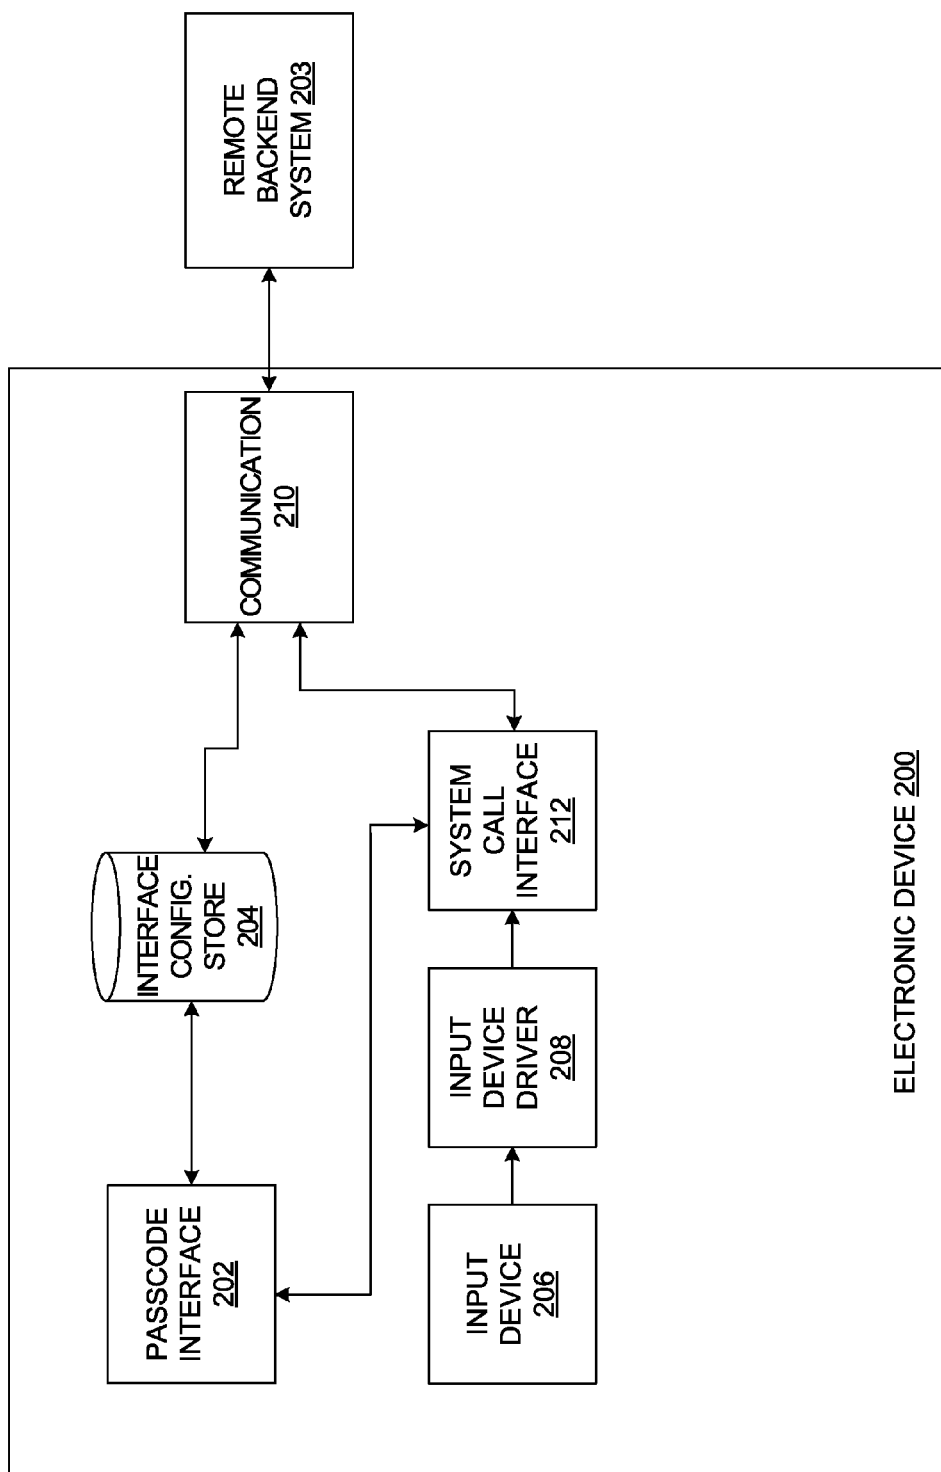 PASSCODE
INTERFACE
202
INTERFACE
CONFIG.
STORE
204
COMMUNICATION
210
REMOTE
BACKEND
SYSTEM 203
INPUT
DEVICE
206
INPUT
DEVICE
DRIVER
208
SYSTEM
CALL
INTERFACE
212
ELECTRONIC DEVICE 200